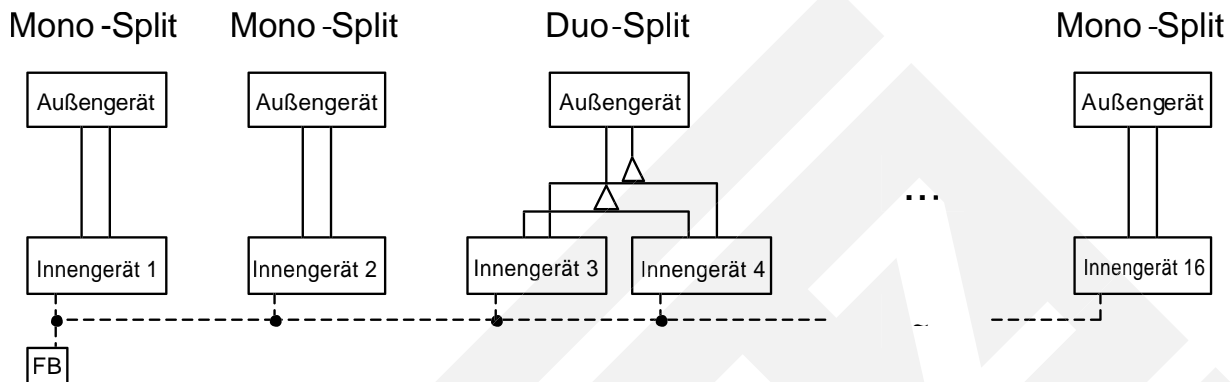 Mono -Split Mono -Split Duo-Split Mono -Split
Außengerät Außengerät Außengerät Außengerät
...
Innengerät 1 Innengerät 2 Innengerät 3 Innengerät 4 Innengerät 16
FB